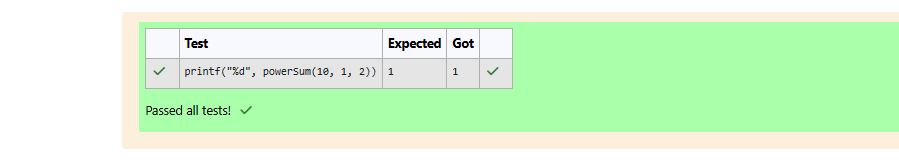 Test Expected Got
printf("%d", powerSum(10, 1, 2)) 1 1
Passed all tests!